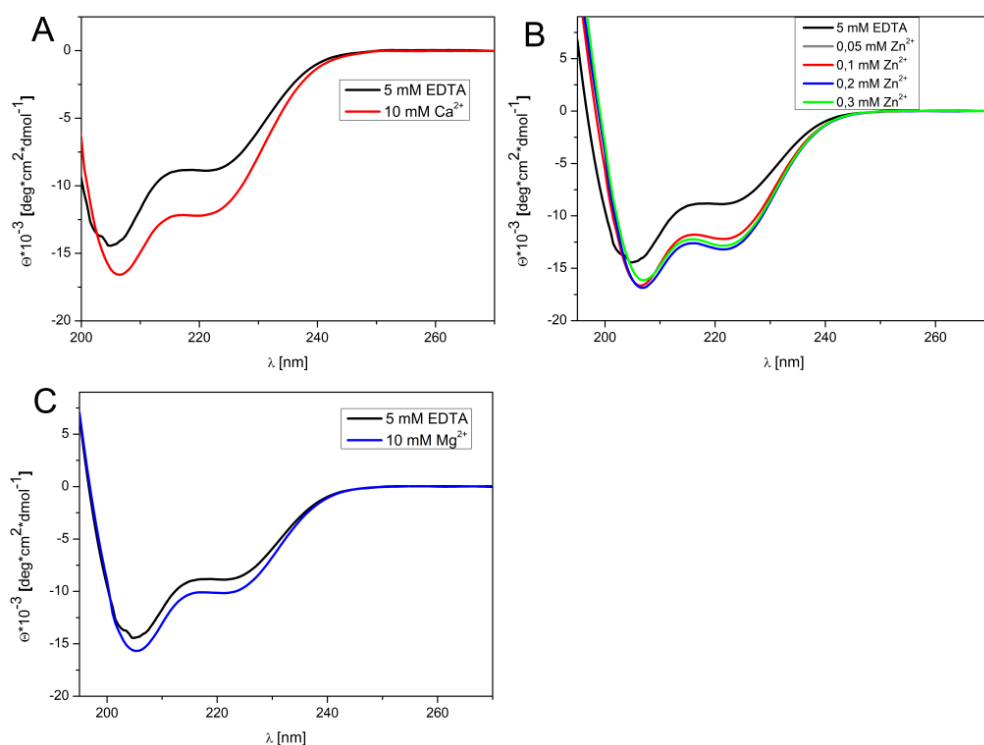 A
0
-5
-10
-15
-20
200
220
240
260
λ [nm]
Θ*10⁻³ [deg*cm²*dmol⁻¹]
5 mM EDTA
10 mM Ca²⁺
B
5
0
-5
-10
-15
-20
200
220
240
260
λ [nm]
Θ*10⁻³ [deg*cm²*dmol⁻¹]
5 mM EDTA
0,05 mM Zn²⁺
0,1 mM Zn²⁺
0,2 mM Zn²⁺
0,3 mM Zn²⁺
C
5
0
-5
-10
-15
-20
200
220
240
260
λ [nm]
Θ*10⁻³ [deg*cm²*dmol⁻¹]
5 mM EDTA
10 mM Mg²⁺